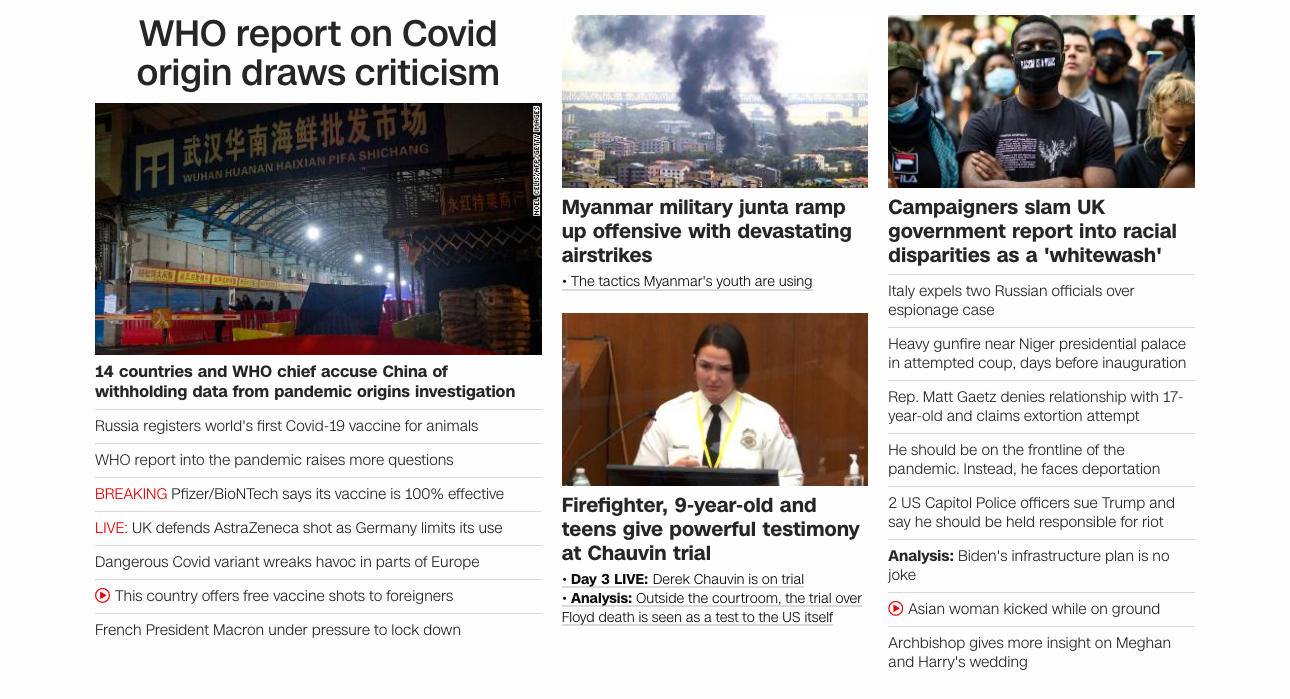 WHO report on Covid
origin draws criticism
武汉华南海鲜批发市场
WUHAN HUANAN HAIXIAN PIFA SHICHANG
NOEL CELIS/AFP/GETTY IMAGES
14 countries and WHO chief accuse China of
withholding data from pandemic origins investigation
Russia registers world's first Covid-19 vaccine for animals
WHO report into the pandemic raises more questions
BREAKING Pfizer/BioNTech says its vaccine is 100% effective
LIVE: UK defends AstraZeneca shot as Germany limits its use
Dangerous Covid variant wreaks havoc in parts of Europe
This country offers free vaccine shots to foreigners
French President Macron under pressure to lock down
Myanmar military junta ramp
up offensive with devastating
airstrikes
• The tactics Myanmar's youth are using
Firefighter, 9-year-old and
teens give powerful testimony
at Chauvin trial
• Day 3 LIVE: Derek Chauvin is on trial
• Analysis: Outside the courtroom, the trial over
Floyd death is seen as a test to the US itself
FILA
Campaigners slam UK
government report into racial
disparities as a 'whitewash'
Italy expels two Russian officials over
espionage case
Heavy gunfire near Niger presidential palace
in attempted coup, days before inauguration
Rep. Matt Gaetz denies relationship with 17-
year-old and claims extortion attempt
He should be on the frontline of the
pandemic. Instead, he faces deportation
2 US Capitol Police officers sue Trump and
say he should be held responsible for riot
Analysis: Biden's infrastructure plan is no
joke
Asian woman kicked while on ground
Archbishop gives more insight on Meghan
and Harry's wedding